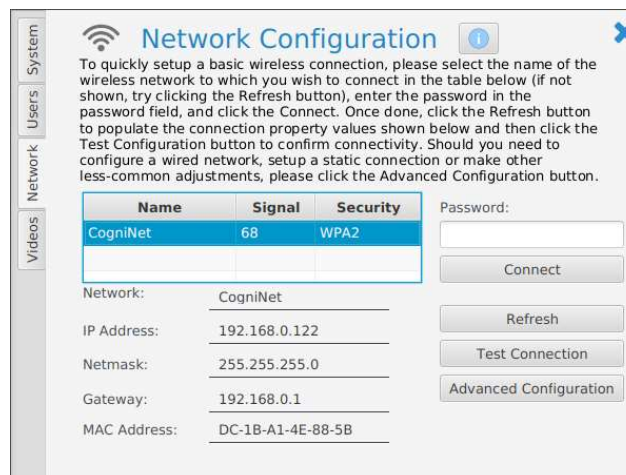 System
Users
Network
Videos
Network Configuration
To quickly setup a basic wireless connection, please select the name of the
wireless network to which you wish to connect in the table below (if not
shown, try clicking the Refresh button), enter the password in the
password field, and click the Connect. Once done, click the Refresh button
to populate the connection property values shown below and then click the
Test Configuration button to confirm connectivity. Should you need to
configure a wired network, setup a static connection or make other
less-common adjustments, please click the Advanced Configuration button.
Name Signal Security
CogniNet 68 WPA2
Password:
Connect
Refresh
Test Connection
Advanced Configuration
Network: CogniNet
IP Address: 192.168.0.122
Netmask: 255.255.255.0
Gateway: 192.168.0.1
MAC Address: DC-1B-A1-4E-88-5B